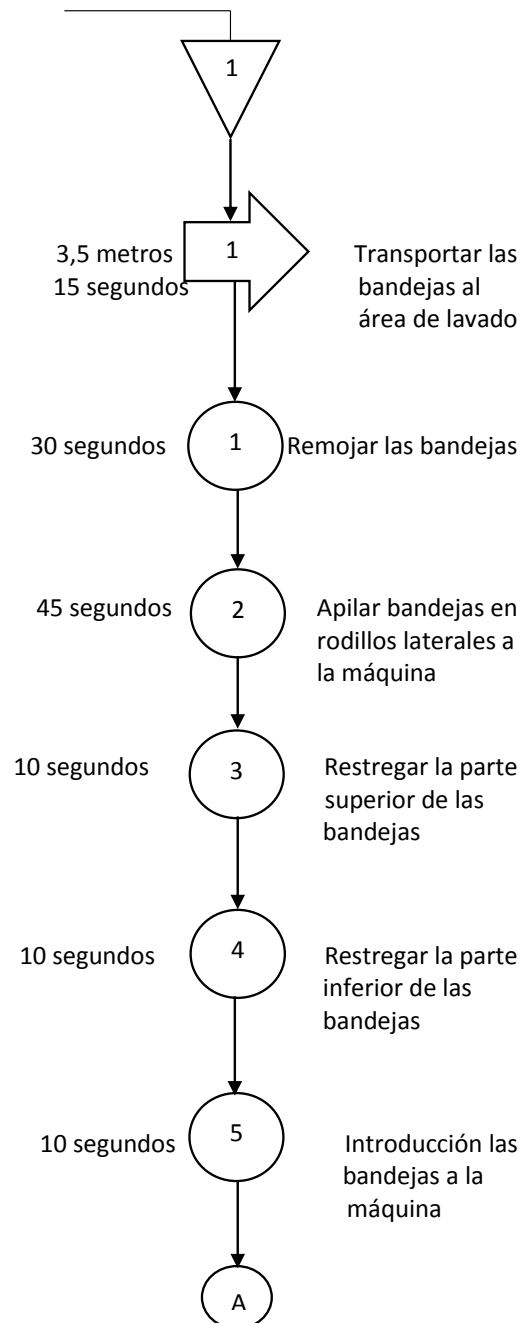 1
3,5 metros
15 segundos
1
Transportar las
bandejas al
área de lavado
30 segundos
1
Remojar las bandejas
45 segundos
2
Apilar bandejas en
rodillos laterales a
la máquina
10 segundos
3
Restregar la parte
superior de las
bandejas
10 segundos
4
Restregar la parte
inferior de las
bandejas
10 segundos
5
Introducción las
bandejas a la
máquina
A